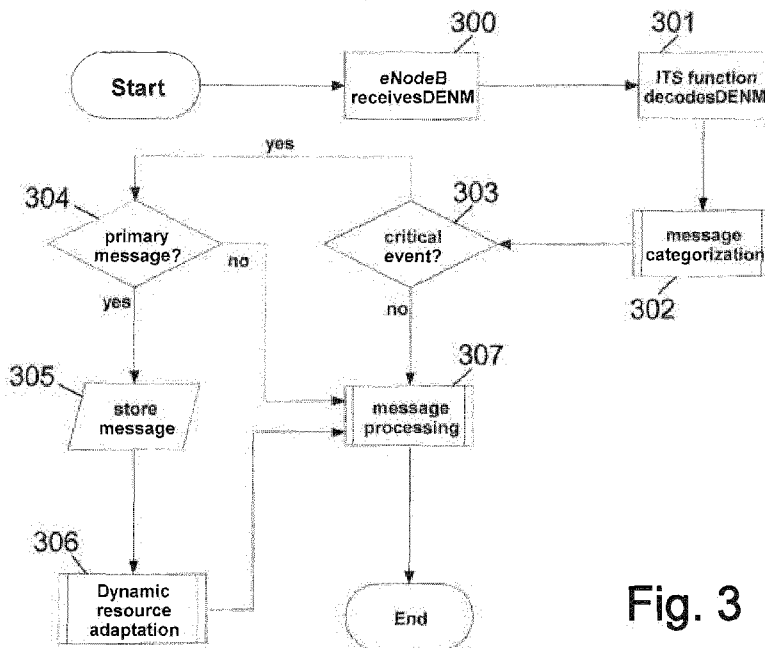 300
301
Start
eNodeB
receivesDENM
ITS function
decodesDENM
yes
304
303
primary
message?
no
critical
event?
message
categorization
302
yes
no
305
307
store
message
message
processing
306
Dynamic
resource
adaptation
End
Fig. 3